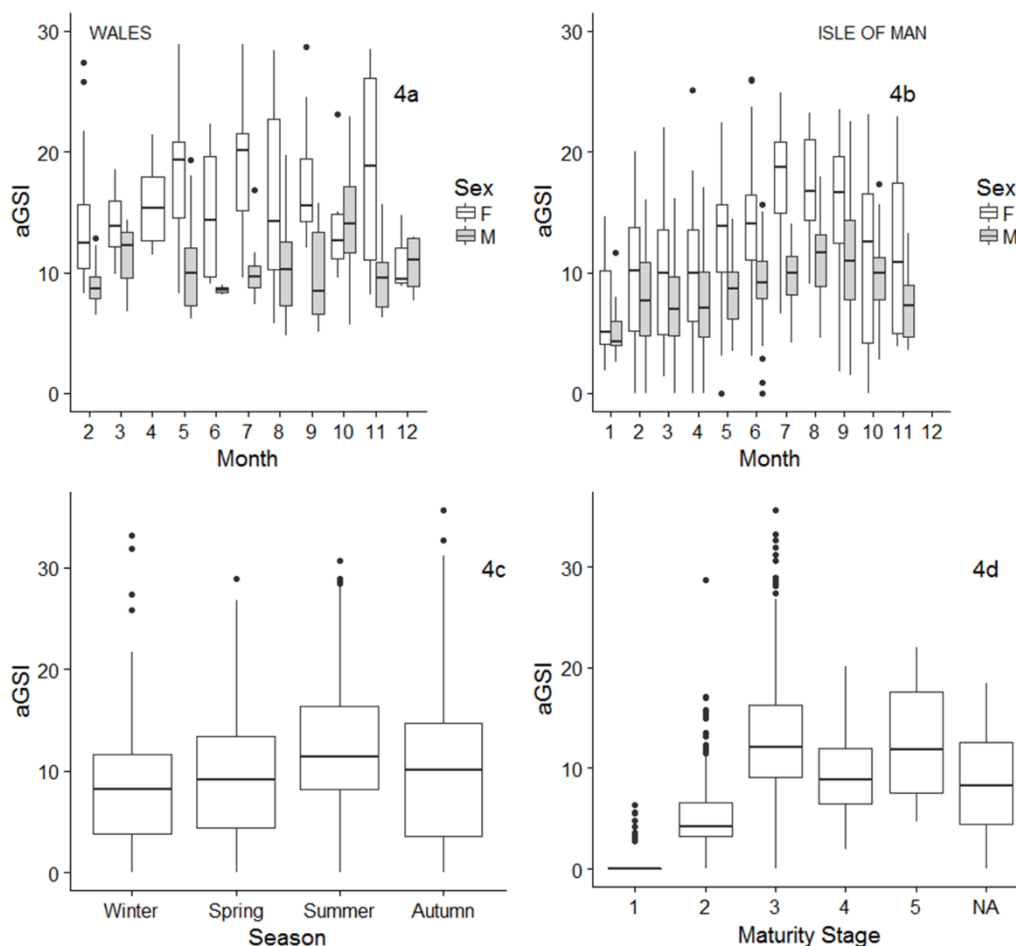 WALES
4a
aGSI
30
20
10
0
2 3 4 5 6 7 8 9 10 11 12
Month
Sex
F
M
ISLE OF MAN
4b
aGSI
30
20
10
0
1 2 3 4 5 6 7 8 9 10 11 12
Month
Sex
F
M
4c
aGSI
30
20
10
0
Winter Spring Summer Autumn
Season
4d
aGSI
30
20
10
0
1 2 3 4 5 NA
Maturity Stage